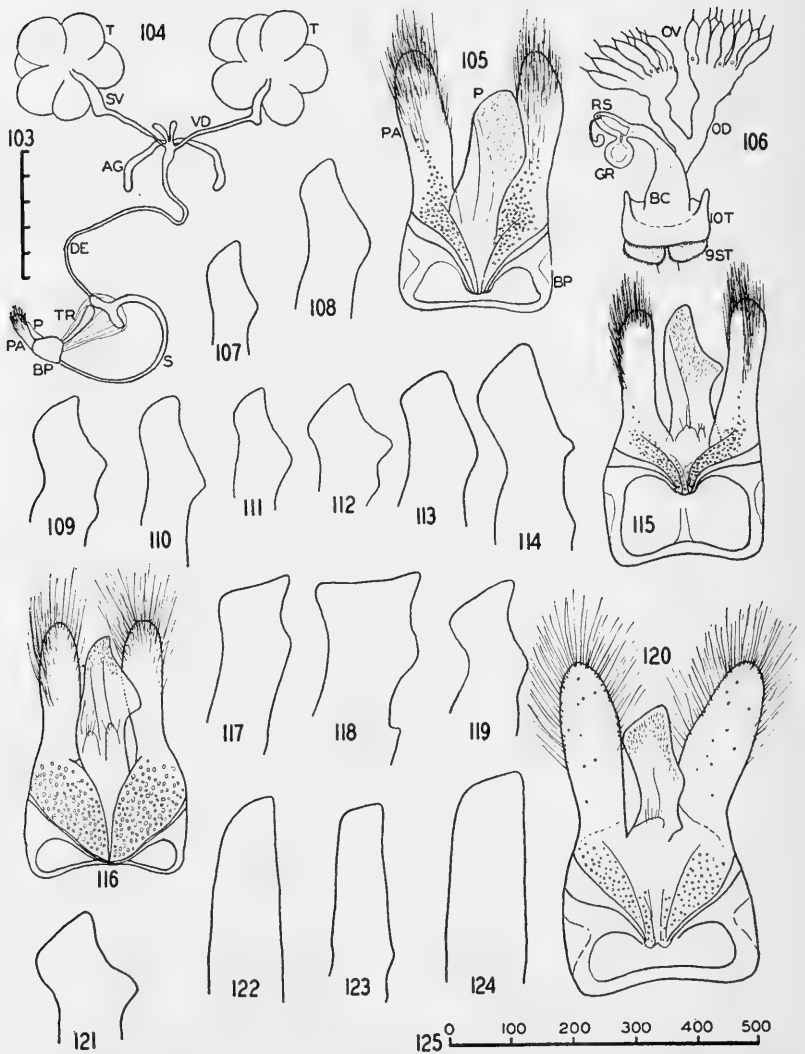 T 104 T
105 P PA BP
OV 106 RS OD GR BC 10T 9ST
SV VD
103 AG
DE
TR P PA BP S
108
107
109 110 111 112 113 114 115
116 117 118 119 120
121 122 123 124
125 0 100 200 300 400 500